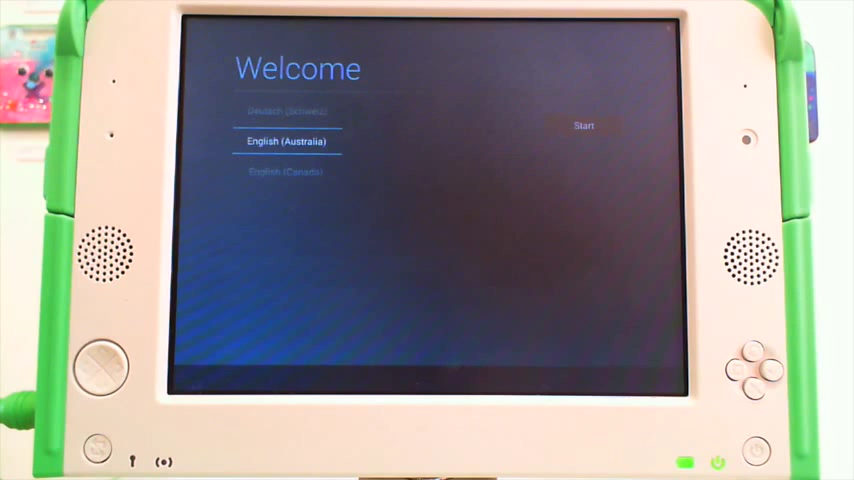 Welcome
Deutsch (Schweiz)
English (Australia)
English (Canada)
Start